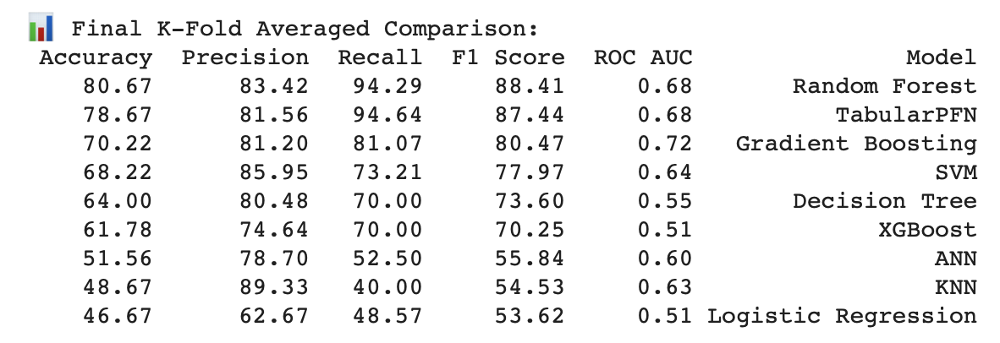 📊 Final K-Fold Averaged Comparison:
Accuracy Precision Recall F1 Score ROC AUC Model
80.67 83.42 94.29 88.41 0.68 Random Forest
78.67 81.56 94.64 87.44 0.68 TabularPFN
70.22 81.20 81.07 80.47 0.72 Gradient Boosting
68.22 85.95 73.21 77.97 0.64 SVM
64.00 80.48 70.00 73.60 0.55 Decision Tree
61.78 74.64 70.00 70.25 0.51 XGBoost
51.56 78.70 52.50 55.84 0.60 ANN
48.67 89.33 40.00 54.53 0.63 KNN
46.67 62.67 48.57 53.62 0.51 Logistic Regression